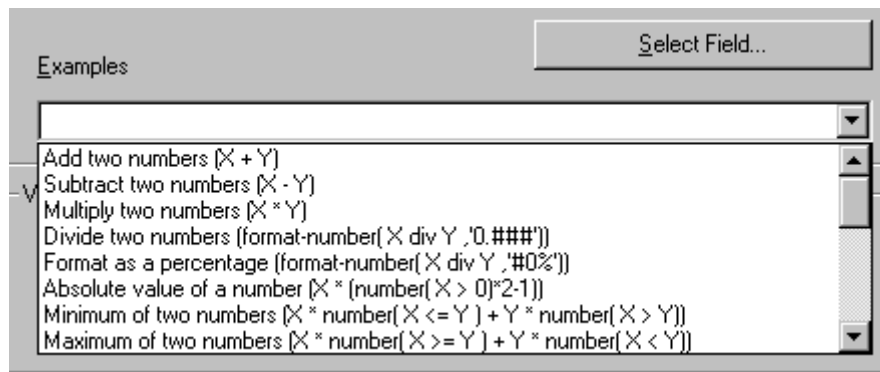 Select Field...
Examples
Add two numbers (X + Y)
Subtract two numbers (X - Y)
V
Multiply two numbers (X * Y)
Divide two numbers (format-number( X div Y ,'0.###'))
Format as a percentage (format-number( X div Y ,'#0%'))
Absolute value of a number (X * (number( X > 0)*2-1))
Minimum of two numbers (X * number( X <= Y ) + Y * number( X > Y))
Maximum of two numbers (X * number( X >= Y ) + Y * number( X < Y))